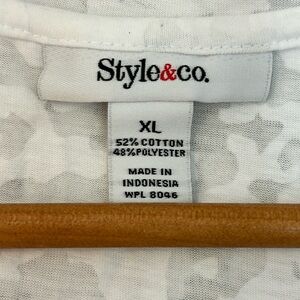 Style&co.
XL
52% COTTON
48% POLYESTER
MADE IN
INDONESIA
WPL 8046